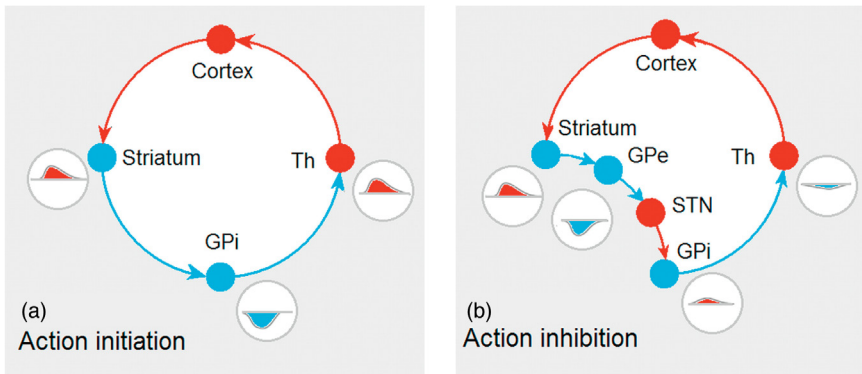 Cortex
Striatum
Th
GPi
(a)
Action initiation
Cortex
Striatum
GPe
Th
STN
GPi
(b)
Action inhibition